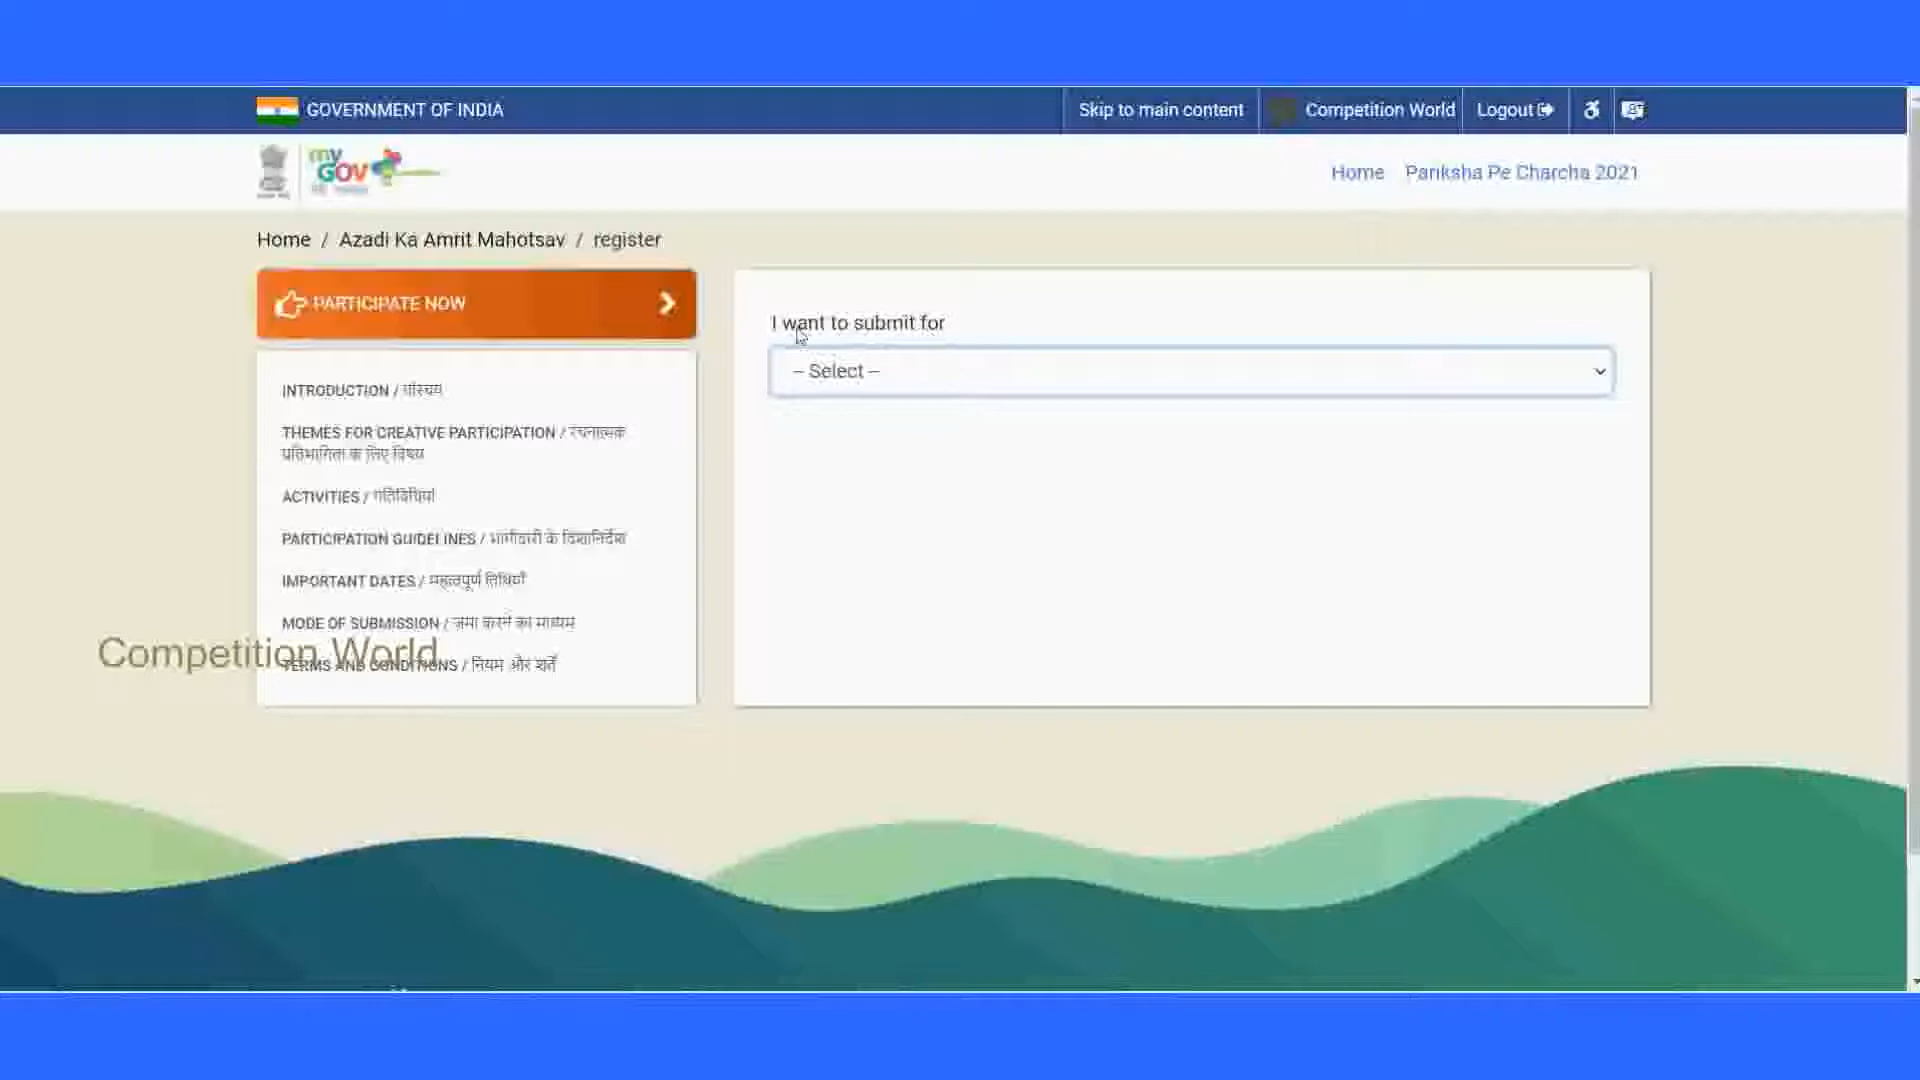 GOVERNMENT OF INDIA
Skip to main content
Competition World
Logout
my
GOV
Home
Pariksha Pe Charcha 2021
Home / Azadi Ka Amrit Mahotsav / register
PARTICIPATE NOW
I want to submit for
-- Select --
INTRODUCTION / परिचय
THEMES FOR CREATIVE PARTICIPATION / रचनात्मक
प्रतिभागिता के लिए विषय
ACTIVITIES / गतिविधियां
PARTICIPATION GUIDELINES / भागीदारी के दिशानिर्देश
IMPORTANT DATES / महत्वपूर्ण तिथियाँ
MODE OF SUBMISSION / जमा करने का माध्यम
TERMS AND CONDITIONS / नियम और शर्तें
Competition World